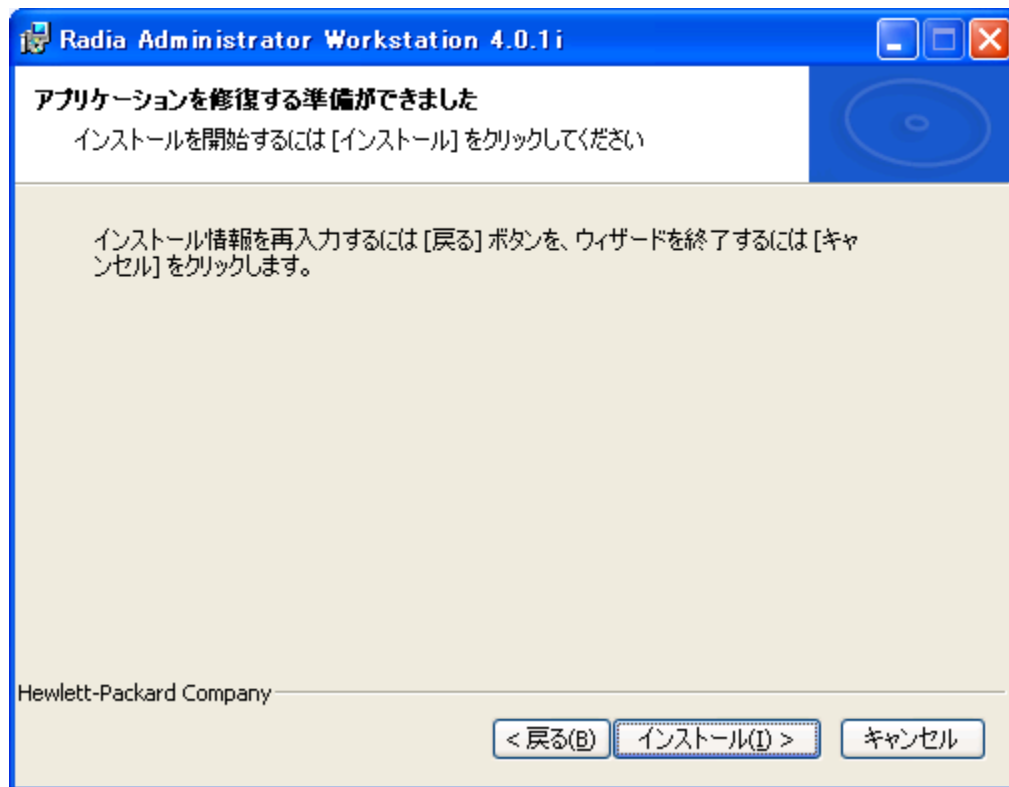 Radia Administrator Workstation 4.0.1i
アプリケーションを修復する準備ができました
インストールを開始するには [インストール] をクリックしてください
インストール情報を再入力するには [戻る] ボタンを、ウィザードを終了するには [キャ
ンセル] をクリックします。
Hewlett-Packard Company
< 戻る(B) インストール(I) > キャンセル